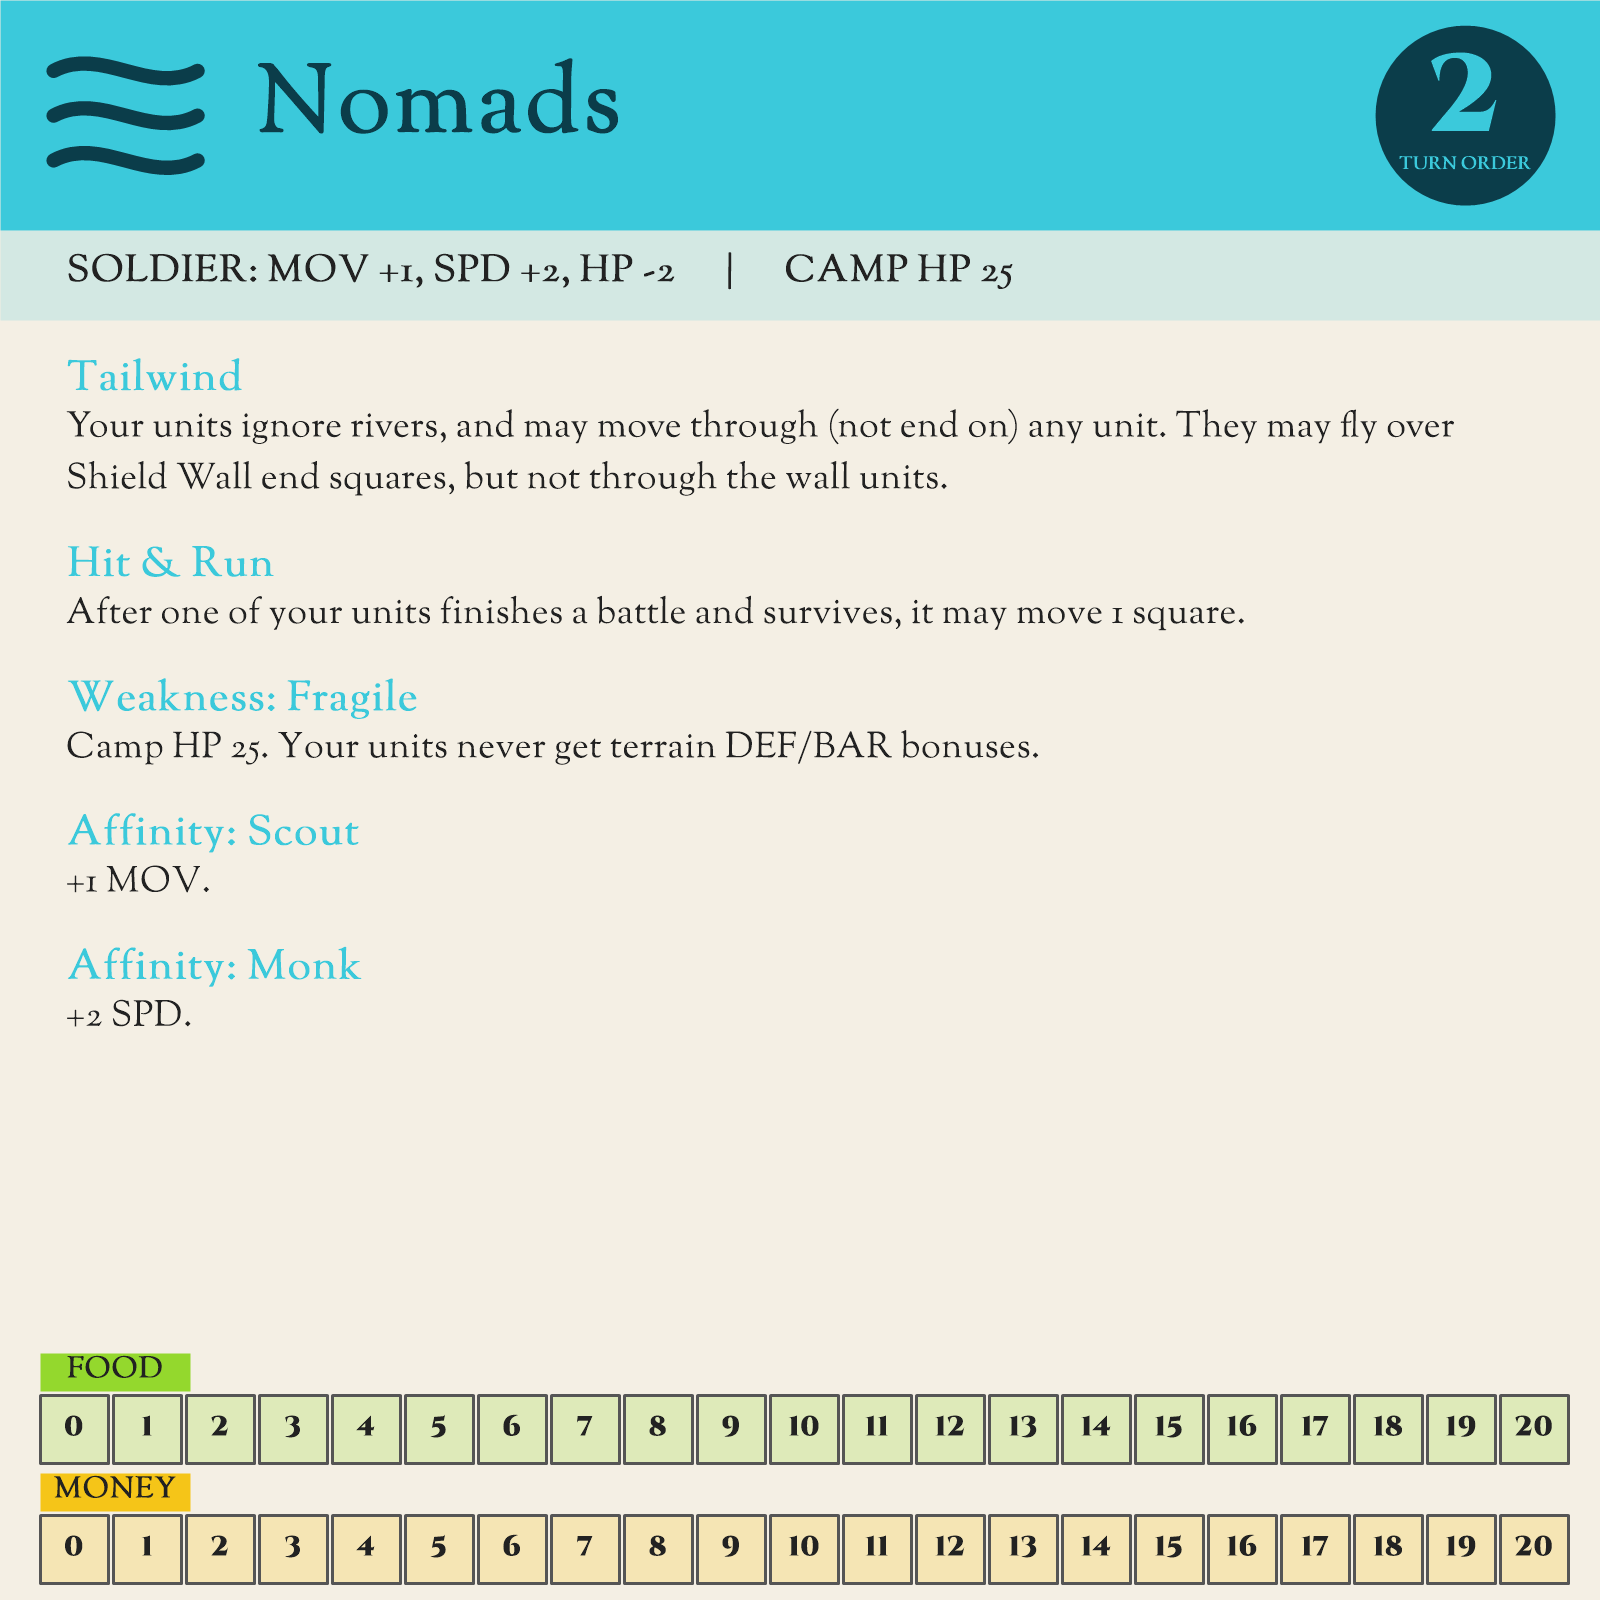 Nomads
2
TURN ORDER
SOLDIER: MOV +1, SPD +2, HP -2 | CAMP HP 25
Tailwind
Your units ignore rivers, and may move through (not end on) any unit. They may fly over
Shield Wall end squares, but not through the wall units.
Hit & Run
After one of your units finishes a battle and survives, it may move 1 square.
Weakness: Fragile
Camp HP 25. Your units never get terrain DEF/BAR bonuses.
Affinity: Scout
+1 MOV.
Affinity: Monk
+2 SPD.
FOOD
0 1 2 3 4 5 6 7 8 9 10 11 12 13 14 15 16 17 18 19 20
MONEY
0 1 2 3 4 5 6 7 8 9 10 11 12 13 14 15 16 17 18 19 20